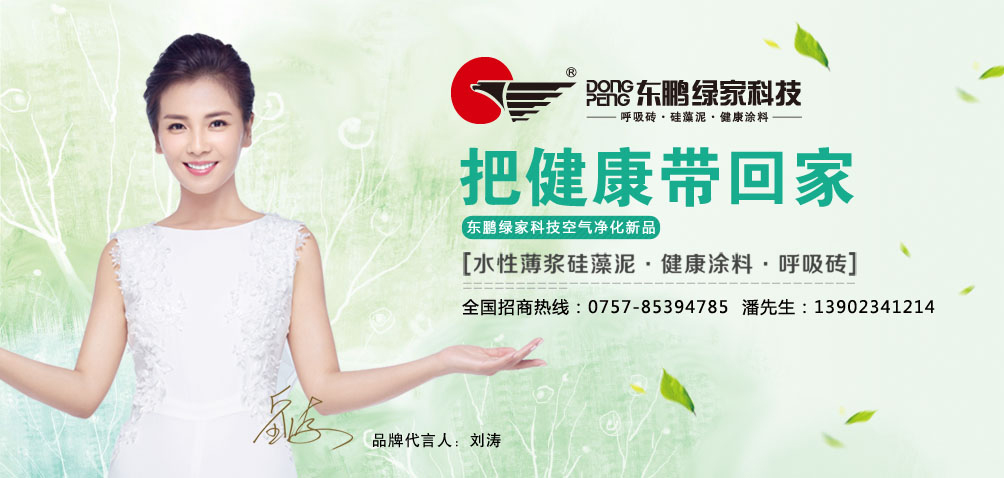 ®
DONG PENG 东鹏绿家科技
呼吸砖·硅藻泥·健康涂料
把健康带回家
东鹏绿家科技空气净化新品
[水性薄浆硅藻泥·健康涂料·呼吸砖]
全国招商热线：0757-85394785 潘先生：13902341214
品牌代言人：刘涛